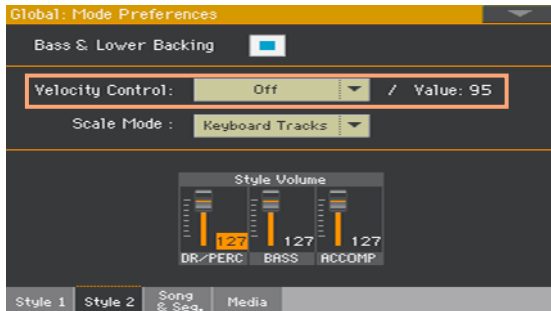 Global: Mode Preferences
Bass & Lower Backing
Velocity Control: Off / Value: 95
Scale Mode : Keyboard Tracks
Style Volume
127 127 127
DR/PERC BASS ACCOMP
Style 1 Style 2 Song & Seq. Media